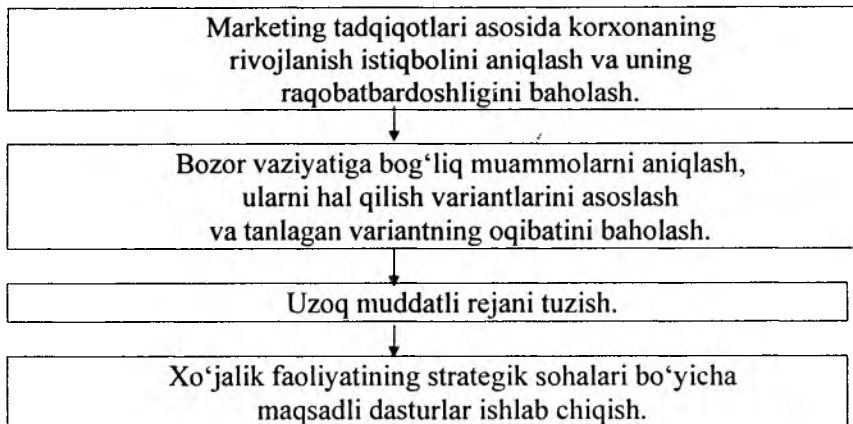 Marketing tadqiqotlari asosida korxonaning
rivojlanish istiqbolini aniqlash va uning
raqobatbardoshligini baholash.
Bozor vaziyatiga bog‘liq muammolarni aniqlash,
ularni hal qilish variantlarini asoslash
va tanlagan variantning oqibatini baholash.
Uzoq muddatli rejani tuzish.
Xo‘jalik faoliyatining strategik sohalari bo‘yicha
maqsadli dasturlar ishlab chiqish.